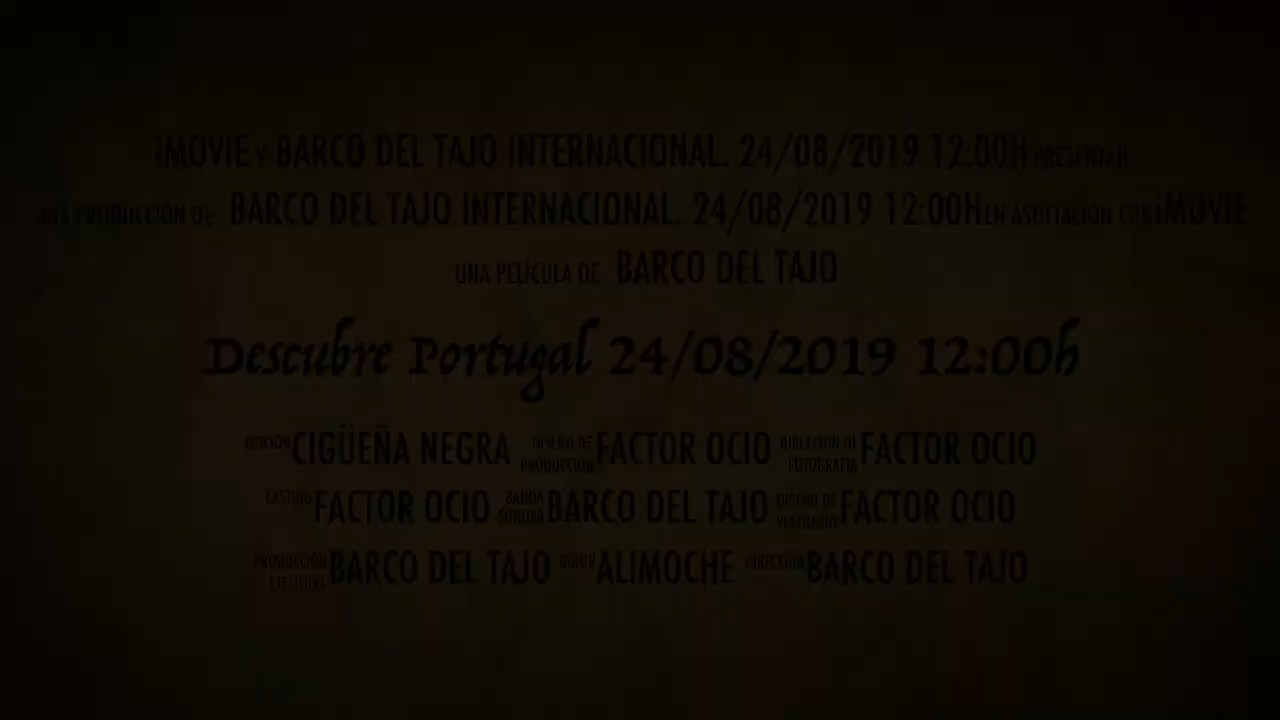 iMOVIE Y BARCO DEL TAJO INTERNACIONAL. 24/08/2019 12:00H PRESENTAN
UNA PRODUCCIÓN DE BARCO DEL TAJO INTERNACIONAL. 24/08/2019 12:00H EN ASOCIACIÓN CON iMOVIE
UNA PELÍCULA DE BARCO DEL TAJO
Descubre Portugal 24/08/2019 12:00h
EDICIÓN CIGÜEÑA NEGRA DISEÑO DE PRODUCCIÓN FACTOR OCIO DIRECCIÓN DE FOTOGRAFÍA FACTOR OCIO
CASTING FACTOR OCIO BANDA SONORA BARCO DEL TAJO DISEÑO DE VESTUARIO FACTOR OCIO
PRODUCCIÓN EJECUTIVA BARCO DEL TAJO GUION ALIMOCHE DIRECCIÓN BARCO DEL TAJO